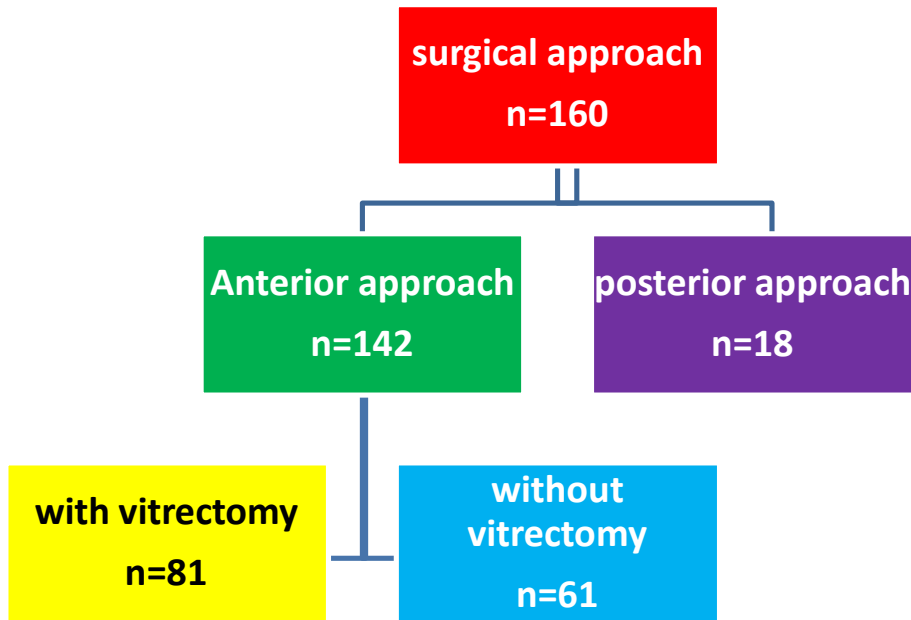 surgical approach
n=160
Anterior approach
n=142
posterior approach
n=18
with vitrectomy
n=81
without
vitrectomy
n=61